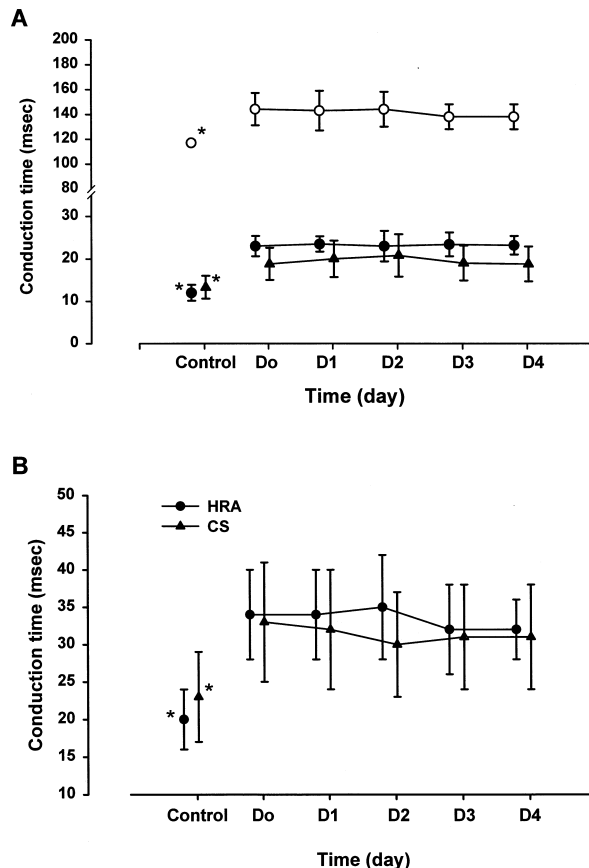 A
200
180
160
140
120
100
80
30
20
10
0
Conduction time (msec)
*
* *
Control Do D1 D2 D3 D4
Time (day)
B
50
45
40
35
30
25
20
15
10
Conduction time (msec)
HRA
CS
* *
Control Do D1 D2 D3 D4
Time (day)